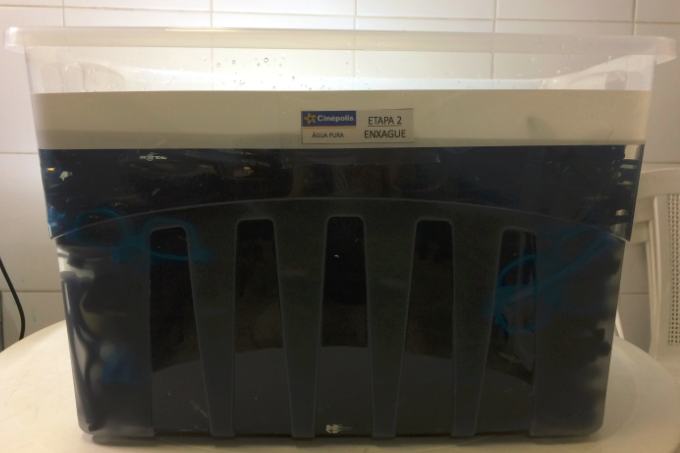 Cinépolis
ÁGUA PURA
ETAPA 2
ENXAGUE